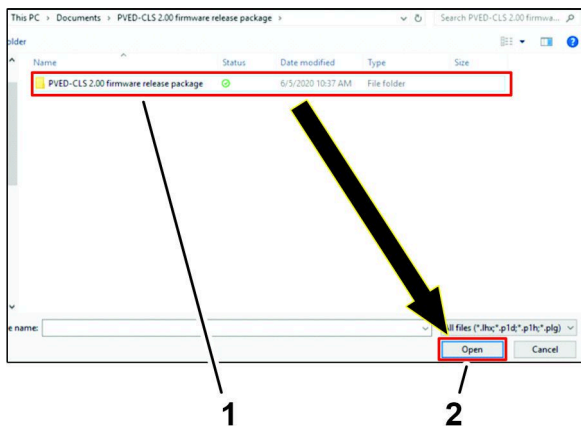 This PC > Documents > PVED-CLS 2.00 firmware release package >
Search PVED-CLS 2.00 firmwa...
older
Name Status Date modified Type Size
PVED-CLS 2.00 firmware release package 6/5/2020 10:37 AM File folder
e name: All files (*.lhx;*.p1d;*.p1h;*.plg)
Open Cancel
1 2